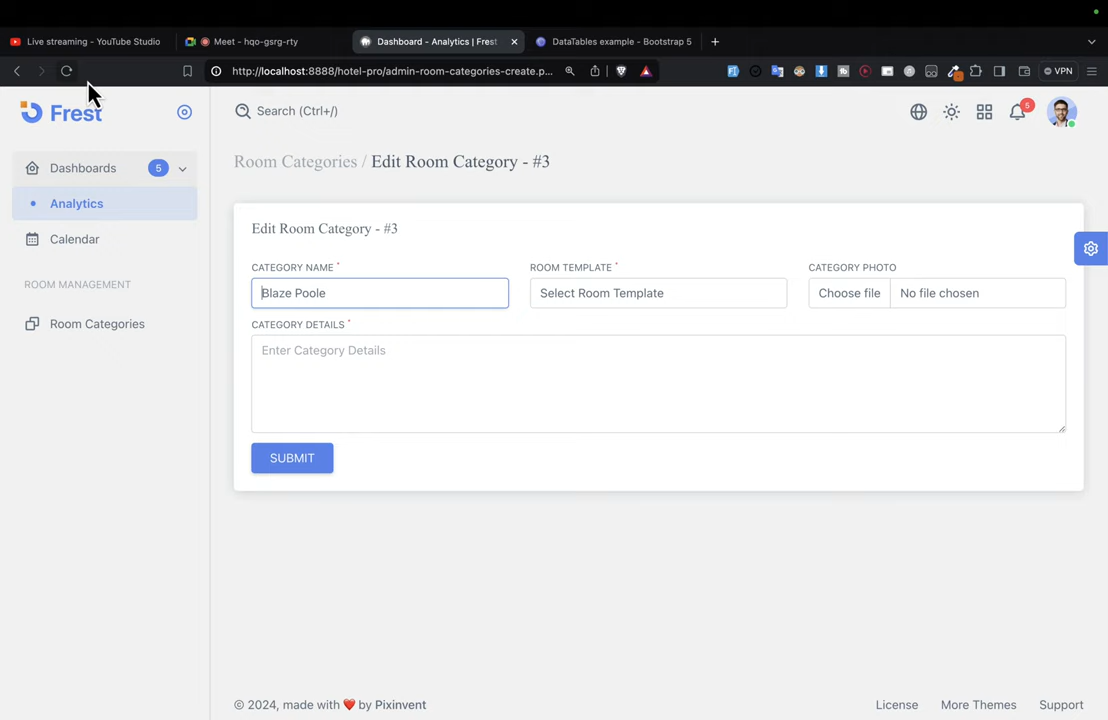 Live streaming - YouTube Studio
Meet - hqo-gsrg-rty
Dashboard - Analytics | Frest
DataTables example - Bootstrap 5
http://localhost:8888/hotel-pro/admin-room-categories-create.p...
VPN
Frest
Search (Ctrl+/)
5
Room Categories / Edit Room Category - #3
Dashboards
5
Analytics
Calendar
ROOM MANAGEMENT
Room Categories
Edit Room Category - #3
CATEGORY NAME *
ROOM TEMPLATE *
CATEGORY PHOTO
Blaze Poole
Select Room Template
Choose file
No file chosen
CATEGORY DETAILS *
Enter Category Details
SUBMIT
© 2024, made with ❤️ by Pixinvent
License
More Themes
Support